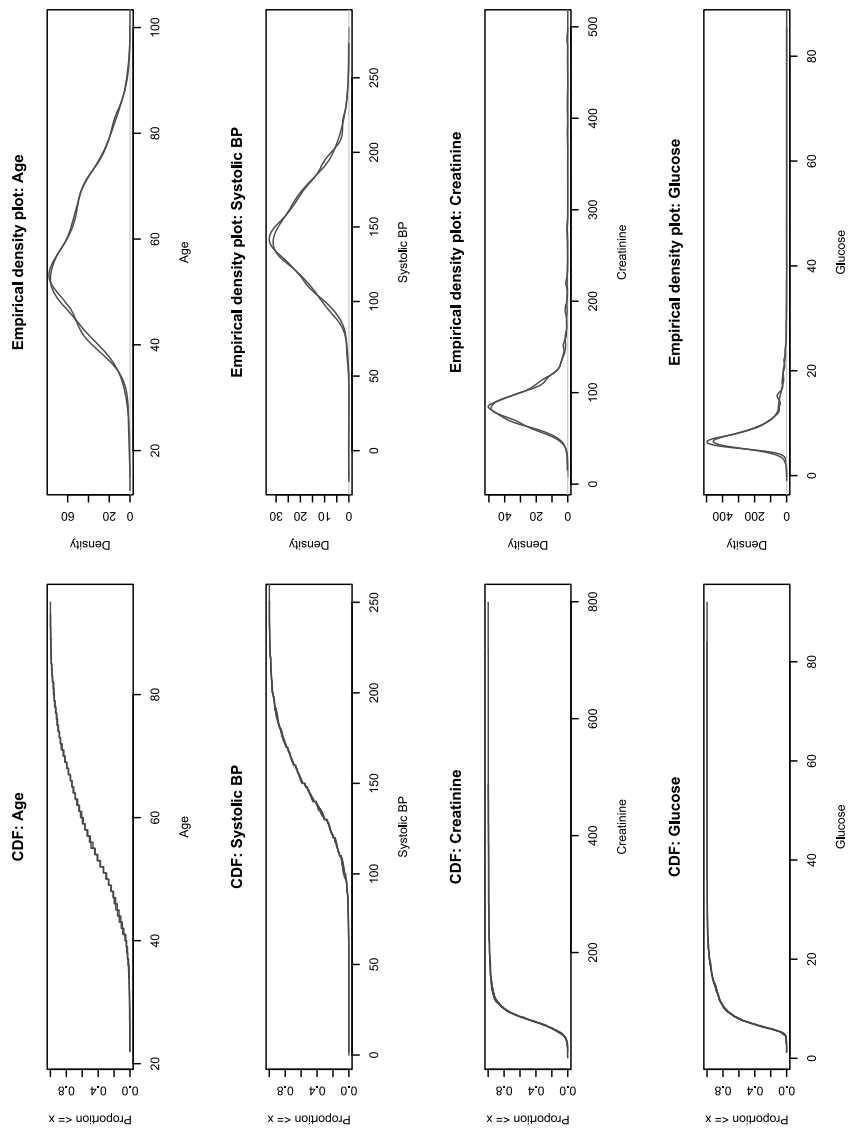 CDF: Age
Proportion <= x
0.0 0.4 0.8
20 40 60 80
Age
Empirical density plot: Age
Density
0 20 60
20 40 60 80 100
Age
CDF: Systolic BP
Proportion <= x
0.0 0.4 0.8
0 50 100 150 200 250
Systolic BP
Empirical density plot: Systolic BP
Density
0 10 20 30
0 50 100 150 200 250
Systolic BP
CDF: Creatinine
Proportion <= x
0.0 0.4 0.8
200 400 600 800
Creatinine
Empirical density plot: Creatinine
Density
0 20 40
0 100 200 300 400 500
Creatinine
CDF: Glucose
Proportion <= x
0.0 0.4 0.8
0 20 40 60 80
Glucose
Empirical density plot: Glucose
Density
0 200 400
0 20 40 60 80
Glucose